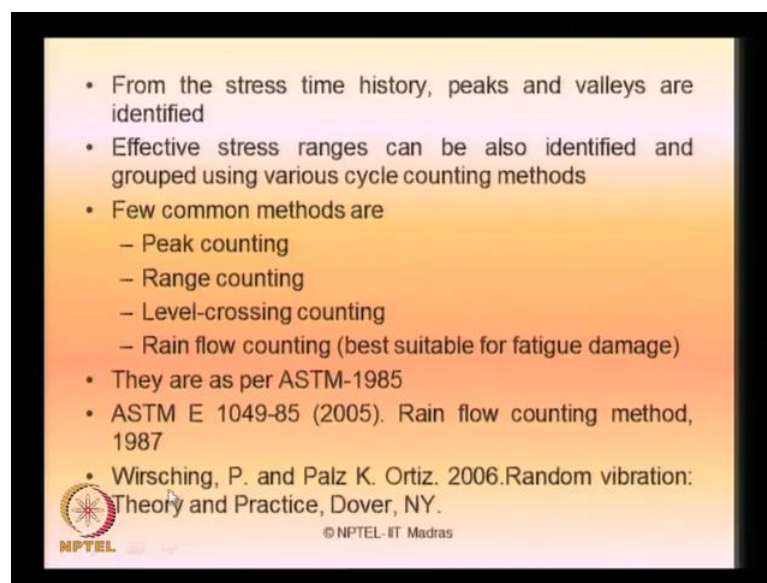 • From the stress time history, peaks and valleys are
identified
• Effective stress ranges can be also identified and
grouped using various cycle counting methods
• Few common methods are
– Peak counting
– Range counting
– Level-crossing counting
– Rain flow counting (best suitable for fatigue damage)
• They are as per ASTM-1985
• ASTM E 1049-85 (2005). Rain flow counting method,
1987
• Wirsching, P. and Palz K. Ortiz. 2006.Random vibration:
Theory and Practice, Dover, NY.
© NPTEL- IIT Madras
NPTEL